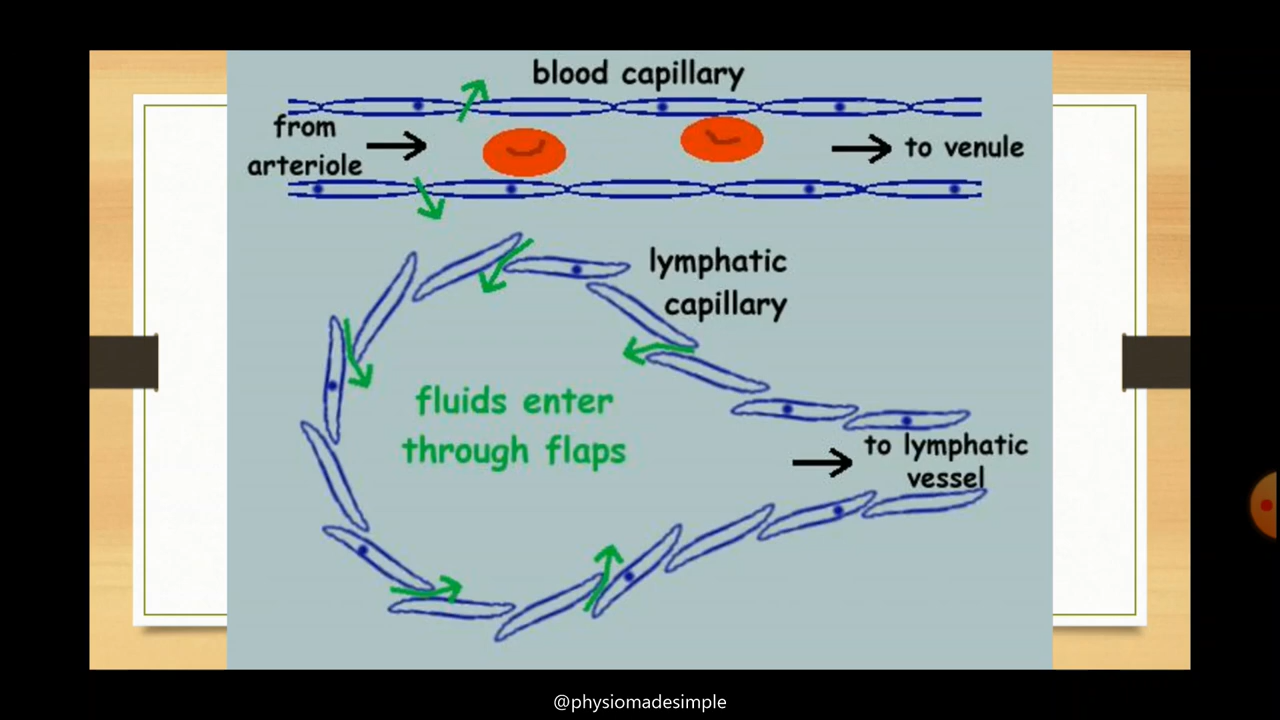 blood capillary
from
arteriole
to venule
lymphatic
capillary
fluids enter
through flaps
to lymphatic
vessel
@physiomadesimple